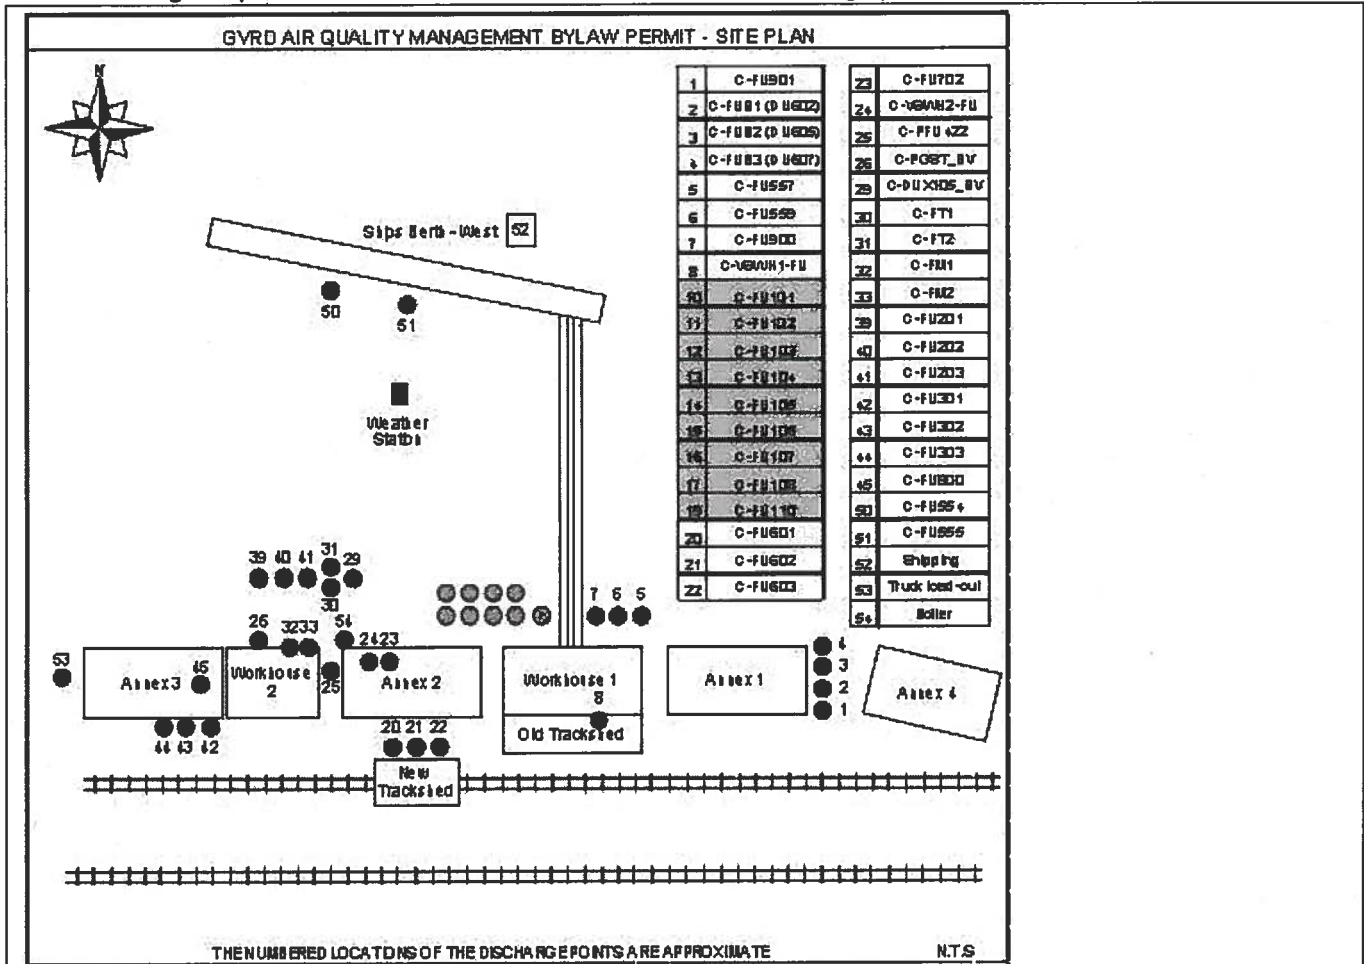 GVRD AIR QUALITY MANAGEMENT BYLAW PERMIT - SITE PLAN
N
1 C-FU901
2 C-FU81 (DU602)
3 C-FU82 (DU605)
4 C-FU83 (DU607)
5 C-FU557
6 C-FU559
7 C-FU900
8 C-VBWH1-FU
10 C-FU101
11 C-FU102
12 C-FU103
13 C-FU104
14 C-FU105
15 C-FU106
16 C-FU107
17 C-FU108
19 C-FU110
20 C-FU601
21 C-FU602
22 C-FU603
23 C-FU702
24 C-VBWH2-FU
25 C-PFU422
26 C-PGBT_BV
29 C-DUXH05_BV
30 C-FT1
31 C-FT2
32 C-FM1
33 C-FM2
39 C-FU201
40 C-FU202
41 C-FU203
42 C-FU301
43 C-FU302
44 C-FU303
45 C-FU800
50 C-FU554
51 C-FU555
52 Shipping
53 Truck load-out
54 Boiler
Ships Berth - West 52
50
51
Weather
Station
39 40 41 31 29
30
7 6 5
26 32 33 54 24 23
53
Annex 3
45
Workhouse
2
25
Annex 2
Workhouse 1
8
Old Trackshed
Annex 1
4
3
2
1
Annex 4
44 43 42
20 21 22
New
Trackshed
THE NUMBERED LOCATIONS OF THE DISCHARGE POINTS ARE APPROXIMATE
N.T.S